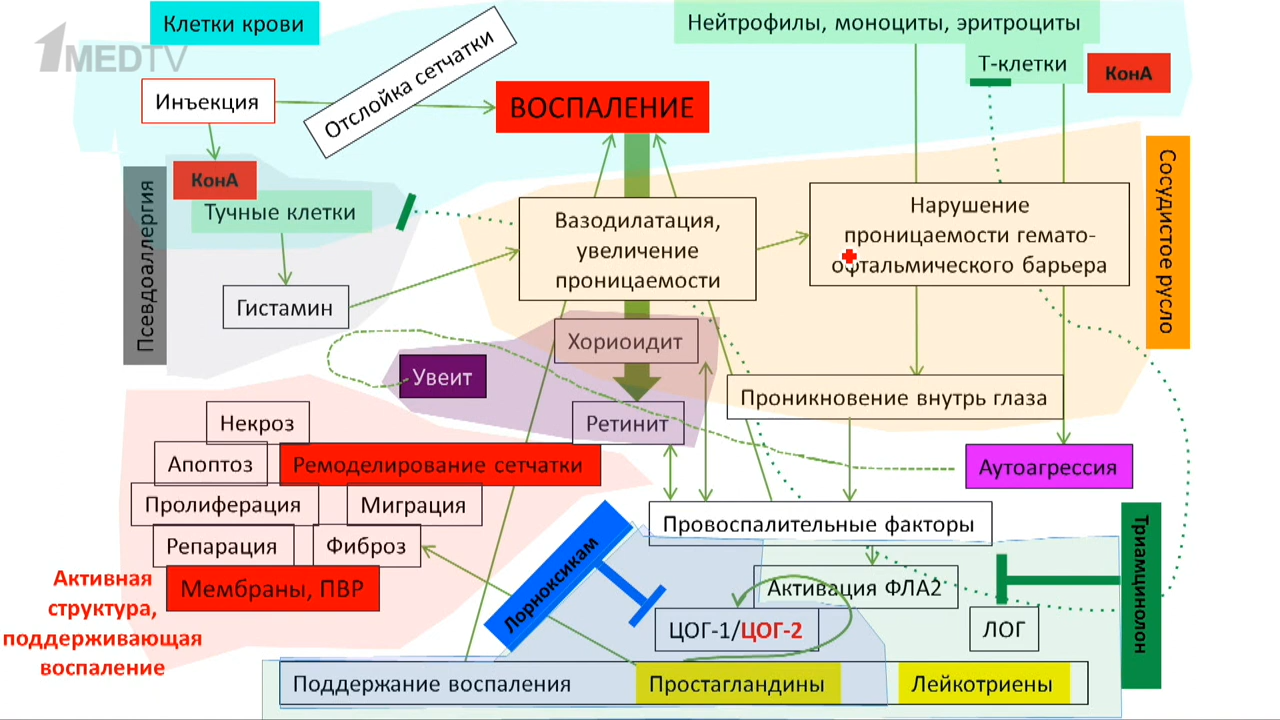 Клетки крови
1MEDTV
Нейтрофилы, моноциты, эритроциты
Т-клетки
КонА
Отслойка сетчатки
Инъекция
ВОСПАЛЕНИЕ
КонА
Тучные клетки
Псевдоаллергия
Гистамин
Вазодилатация,
увеличение
проницаемости
Нарушение
проницаемости гемато-
офтальмического барьера
Сосудистое русло
Хориоидит
Увеит
Ретинит
Проникновение внутрь глаза
Аутоагрессия
Некроз
Апоптоз
Ремоделирование сетчатки
Пролиферация
Миграция
Репарация
Фиброз
Мембраны, ПВР
Активная
структура,
поддерживающая
воспаление
Провоспалительные факторы
Лорноксикам
Активация ФЛА2
ЦОГ-1/ЦОГ-2
ЛОГ
Триамцинолон
Поддержание воспаления
Простагландины
Лейкотриены